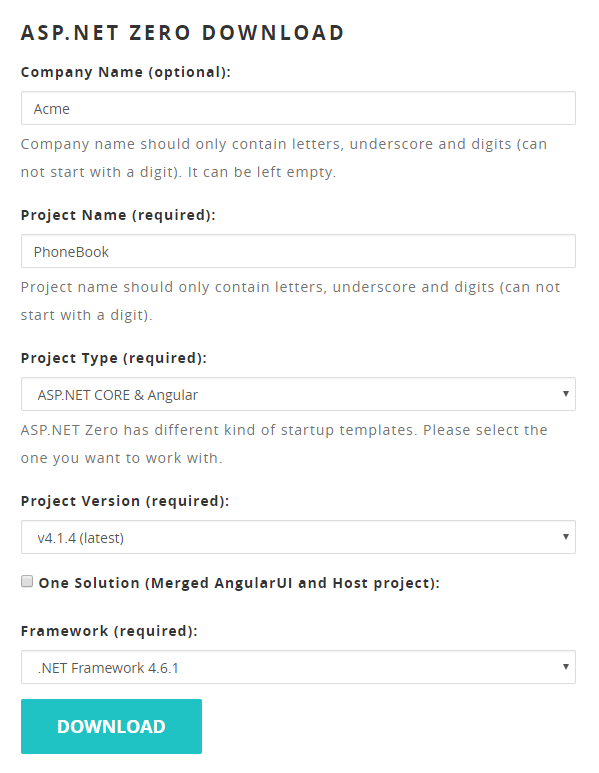 ASP.NET ZERO DOWNLOAD
Company Name (optional):
Acme
Company name should only contain letters, underscore and digits (can
not start with a digit). It can be left empty.
Project Name (required):
PhoneBook
Project name should only contain letters, underscore and digits (can not
start with a digit).
Project Type (required):
ASP.NET CORE & Angular
ASP.NET Zero has different kind of startup templates. Please select the
one you want to work with.
Project Version (required):
v4.1.4 (latest)
One Solution (Merged AngularUI and Host project):
Framework (required):
.NET Framework 4.6.1
DOWNLOAD